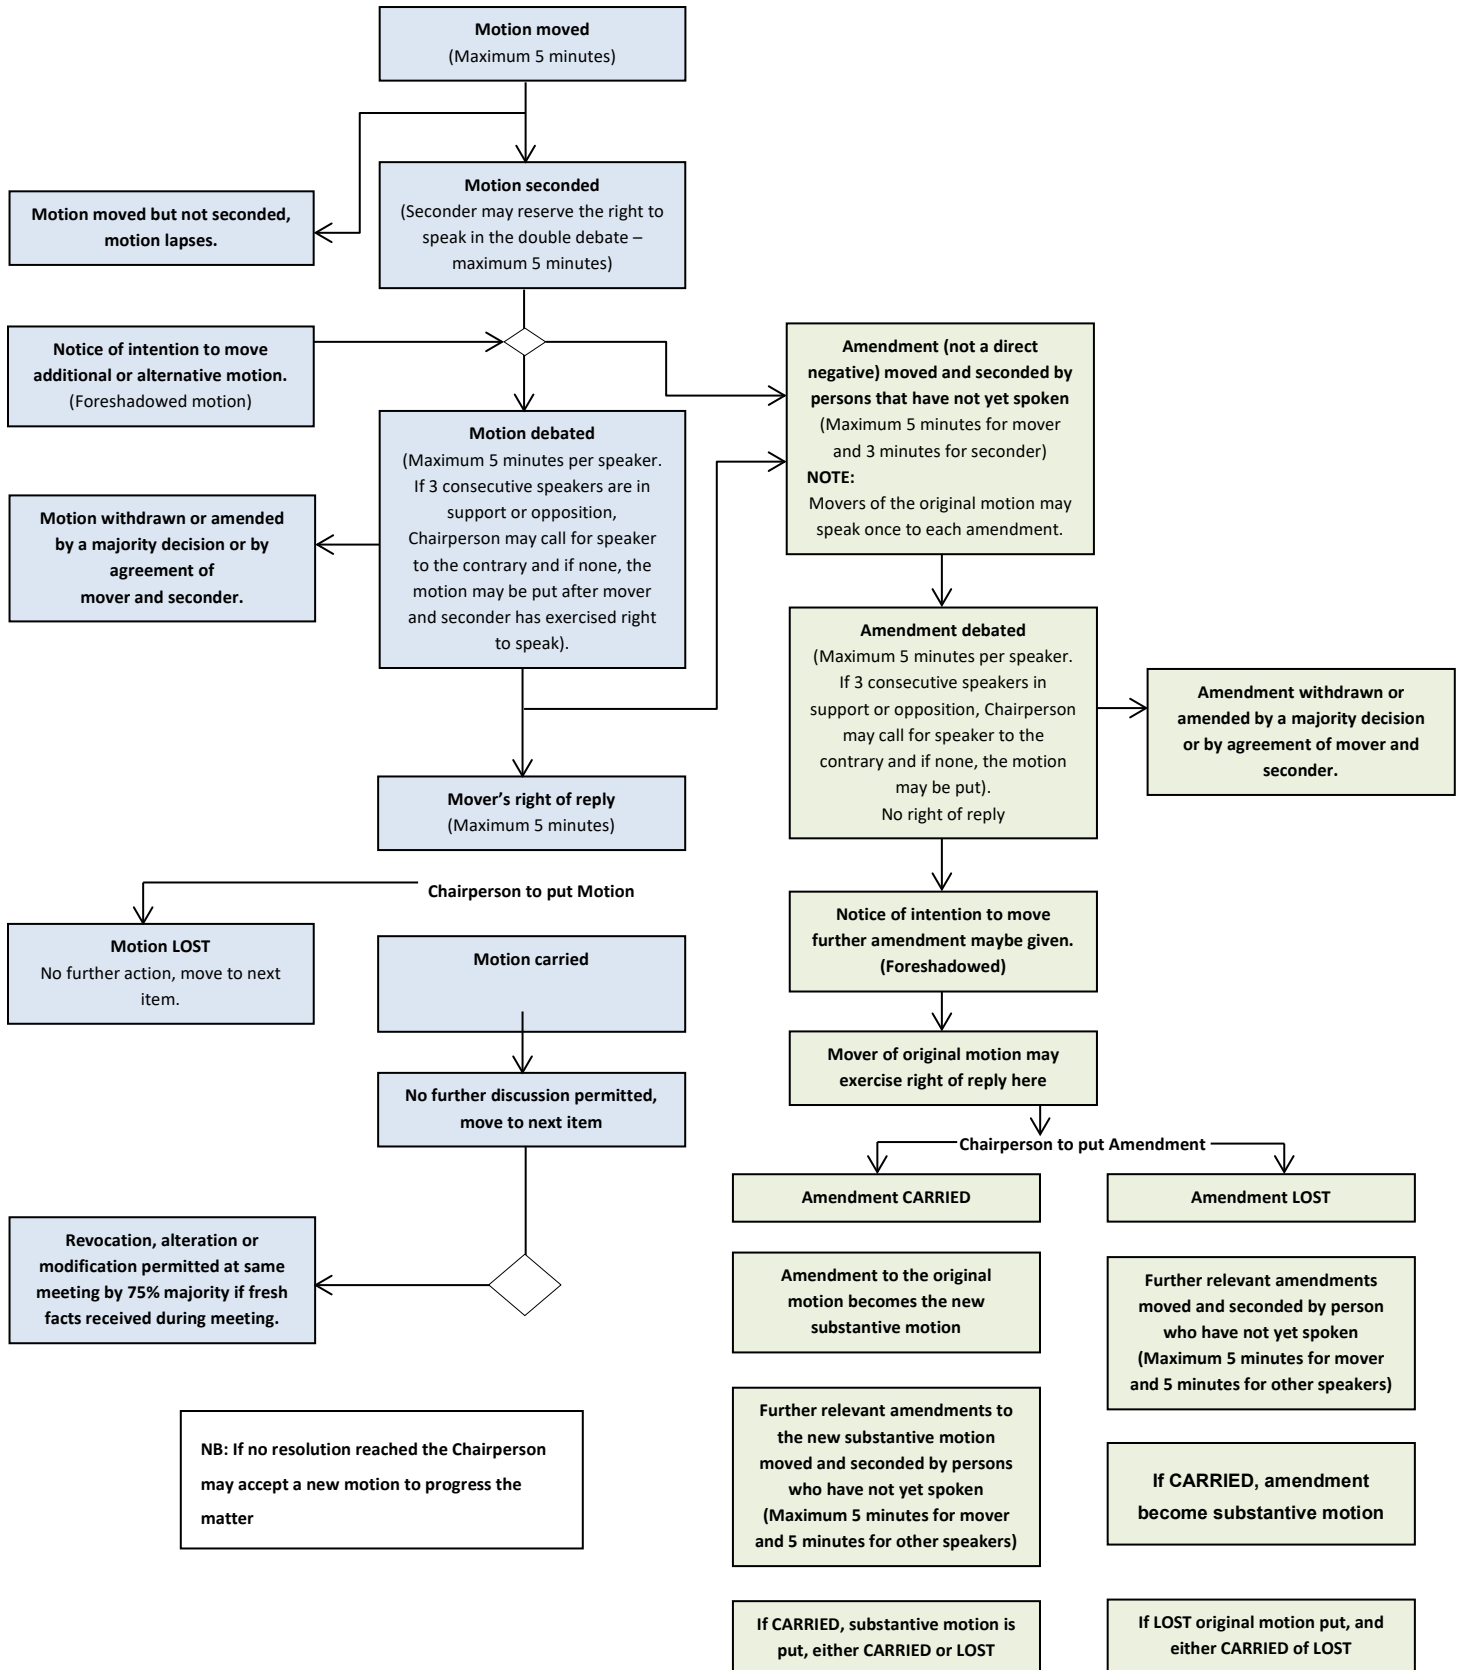 Motion moved
(Maximum 5 minutes)
Motion seconded
(Seconder may reserve the right to
speak in the double debate –
maximum 5 minutes)
Motion moved but not seconded,
motion lapses.
Notice of intention to move
additional or alternative motion.
(Foreshadowed motion)
Motion debated
(Maximum 5 minutes per speaker.
If 3 consecutive speakers are in
support or opposition,
Chairperson may call for speaker
to the contrary and if none, the
motion may be put after mover
and seconder has exercised right
to speak).
Motion withdrawn or amended
by a majority decision or by
agreement of
mover and seconder.
Mover’s right of reply
(Maximum 5 minutes)
Chairperson to put Motion
Motion LOST
No further action, move to next
item.
Motion carried
No further discussion permitted,
move to next item
Revocation, alteration or
modification permitted at same
meeting by 75% majority if fresh
facts received during meeting.
NB: If no resolution reached the Chairperson
may accept a new motion to progress the
matter
Amendment (not a direct
negative) moved and seconded by
persons that have not yet spoken
(Maximum 5 minutes for mover
and 3 minutes for seconder)
NOTE:
Movers of the original motion may
speak once to each amendment.
Amendment debated
(Maximum 5 minutes per speaker.
If 3 consecutive speakers in
support or opposition, Chairperson
may call for speaker to the
contrary and if none, the motion
may be put).
No right of reply
Amendment withdrawn or
amended by a majority decision
or by agreement of mover and
seconder.
Notice of intention to move
further amendment maybe given.
(Foreshadowed)
Mover of original motion may
exercise right of reply here
Chairperson to put Amendment
Amendment CARRIED
Amendment to the original
motion becomes the new
substantive motion
Further relevant amendments to
the new substantive motion
moved and seconded by persons
who have not yet spoken
(Maximum 5 minutes for mover
and 5 minutes for other speakers)
If CARRIED, substantive motion is
put, either CARRIED or LOST
Amendment LOST
Further relevant amendments
moved and seconded by person
who have not yet spoken
(Maximum 5 minutes for mover
and 5 minutes for other speakers)
If CARRIED, amendment
become substantive motion
If LOST original motion put, and
either CARRIED of LOST